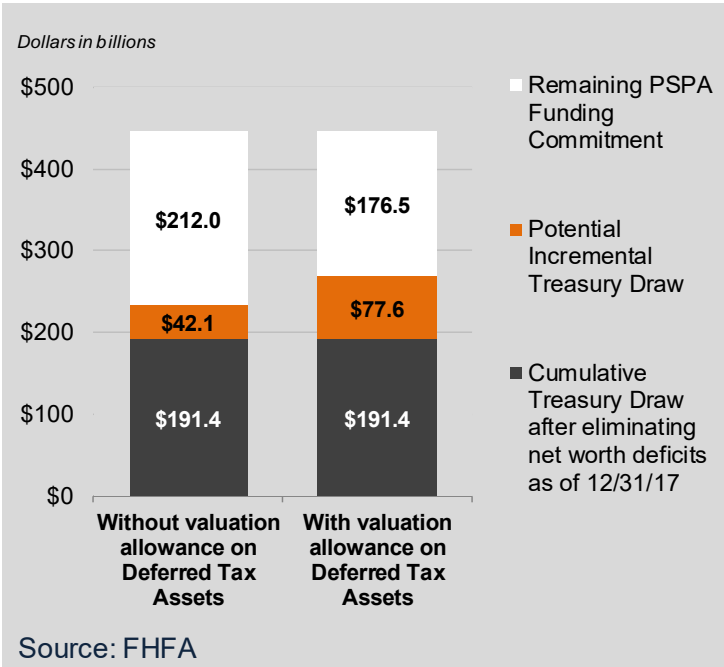 Dollars in billions
$500
$400
$300
$200
$100
$0
$212.0
$42.1
$191.4
$176.5
$77.6
$191.4
Without valuation
allowance on
Deferred Tax
Assets
With valuation
allowance on
Deferred Tax
Assets
Remaining PSPA
Funding
Commitment
Potential
Incremental
Treasury Draw
Cumulative
Treasury Draw
after eliminating
net worth deficits
as of 12/31/17
Source: FHFA